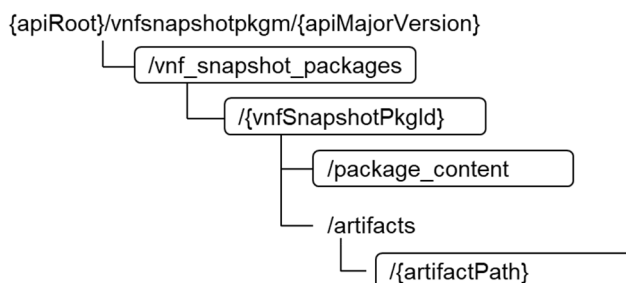 {apiRoot}/vnfsnapshotpkgm/{apiMajorVersion}
/vnf_snapshot_packages
/{vnfSnapshotPkgId}
/package_content
/artifacts
/{artifactPath}